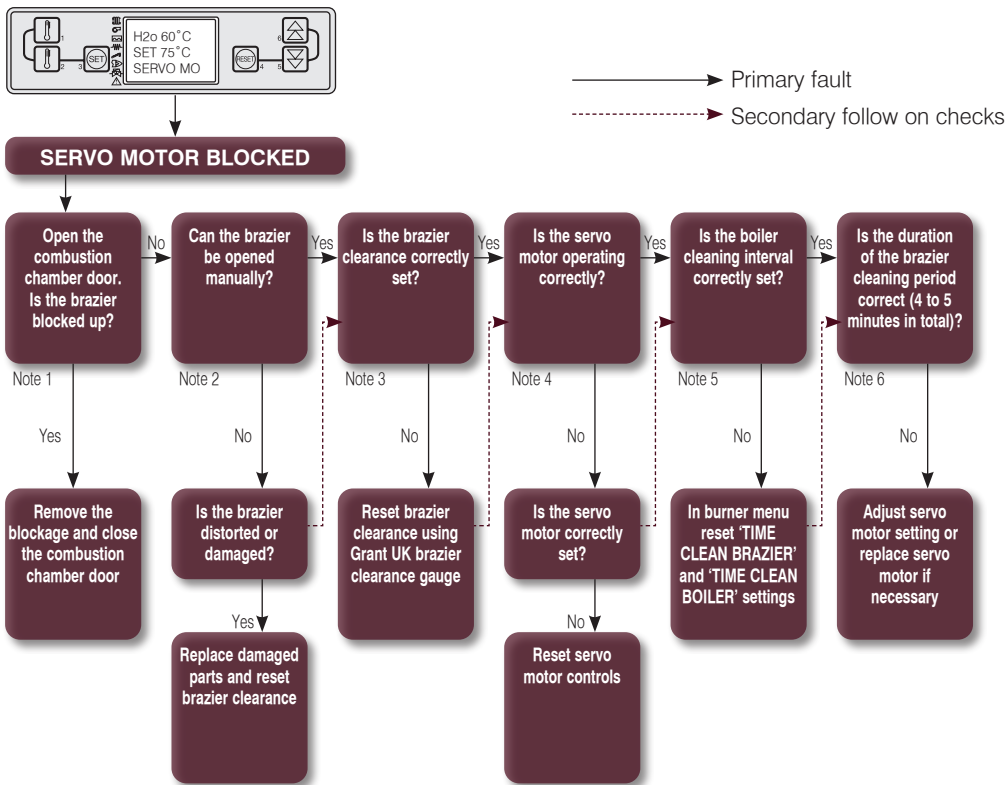 H2o 60°C
SET 75°C
SERVO MO
1
2
3
SET
RESET
4
5
6
Primary fault
Secondary follow on checks
SERVO MOTOR BLOCKED
Open the
combustion
chamber door.
Is the brazier
blocked up?
No
Can the brazier
be opened
manually?
Yes
Is the brazier
clearance correctly
set?
Yes
Is the servo
motor operating
correctly?
Yes
Is the boiler
cleaning interval
correctly set?
Yes
Is the duration
of the brazier
cleaning period
correct (4 to 5
minutes in total)?
Note 1
Note 2
Note 3
Note 4
Note 5
Note 6
Yes
No
No
No
No
No
Remove the
blockage and close
the combustion
chamber door
Is the brazier
distorted or
damaged?
Reset brazier
clearance using
Grant UK brazier
clearance gauge
Is the servo
motor correctly
set?
In burner menu
reset ‘TIME
CLEAN BRAZIER’
and ‘TIME CLEAN
BOILER’ settings
Adjust servo
motor setting or
replace servo
motor if
necessary
Yes
No
Replace damaged
parts and reset
brazier clearance
Reset servo
motor controls